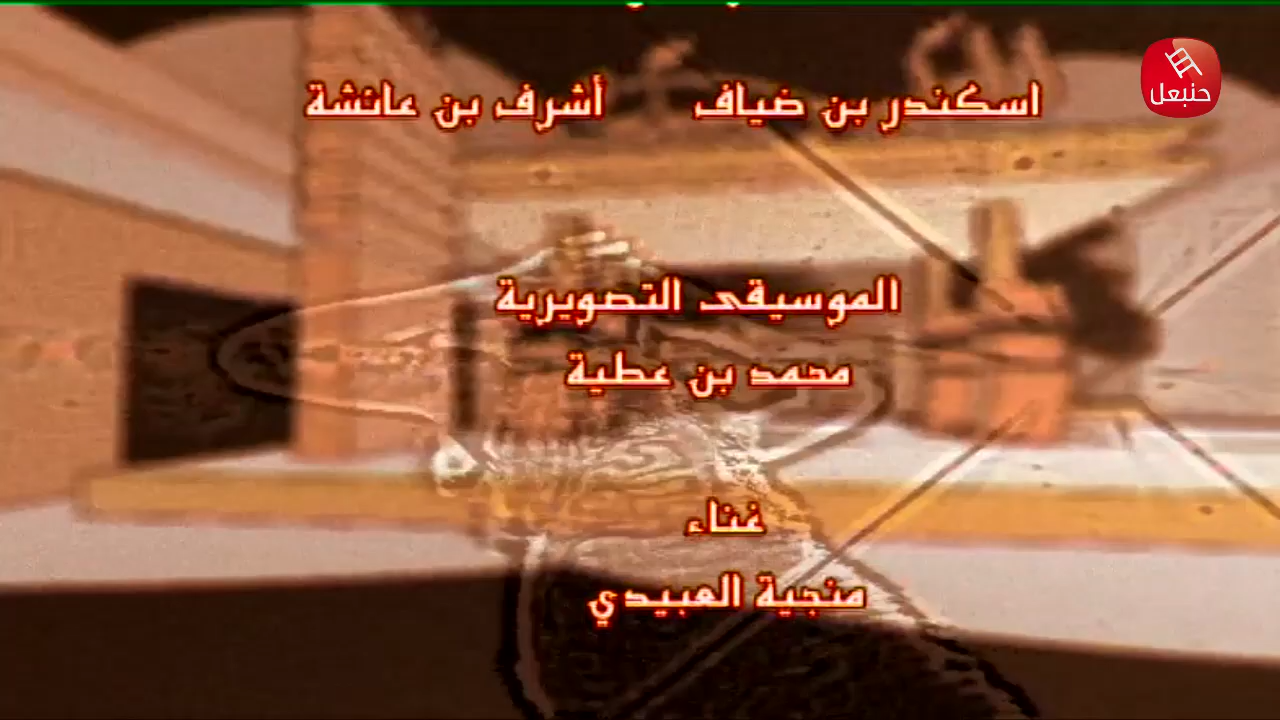 اسكندر بن ضياف أشرف بن عائشة
حنبعل
الموسيقى التصويرية
محمد بن عطية
غناء
منجية العبيدي